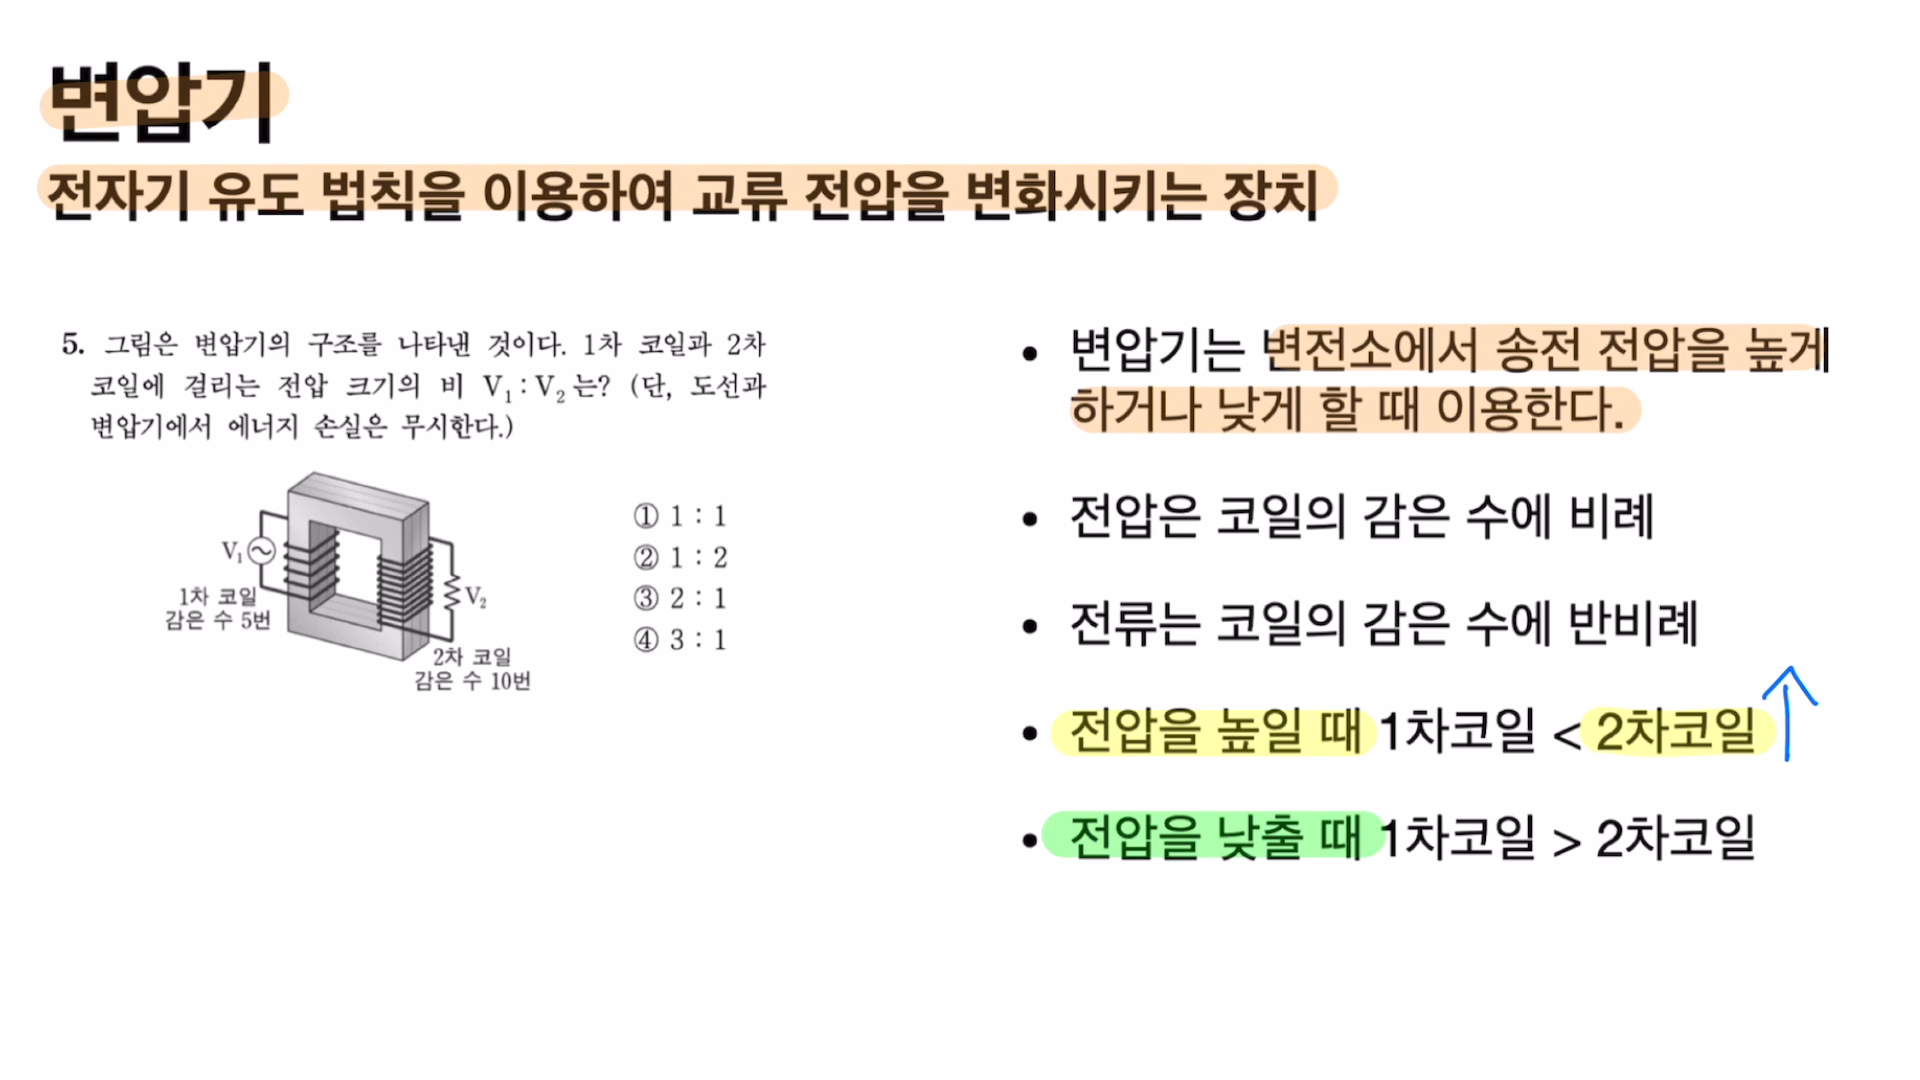 변압기
전자기 유도 법칙을 이용하여 교류 전압을 변화시키는 장치
5. 그림은 변압기의 구조를 나타낸 것이다. 1차 코일과 2차
코일에 걸리는 전압 크기의 비 V₁ : V₂는? (단, 도선과
변압기에서 에너지 손실은 무시한다.)
V₁
1차 코일
감은 수 5번
V₂
2차 코일
감은 수 10번
① 1 : 1
② 1 : 2
③ 2 : 1
④ 3 : 1
• 변압기는 변전소에서 송전 전압을 높게
하거나 낮게 할 때 이용한다.
• 전압은 코일의 감은 수에 비례
• 전류는 코일의 감은 수에 반비례
• 전압을 높일 때 1차코일 < 2차코일
• 전압을 낮출 때 1차코일 > 2차코일